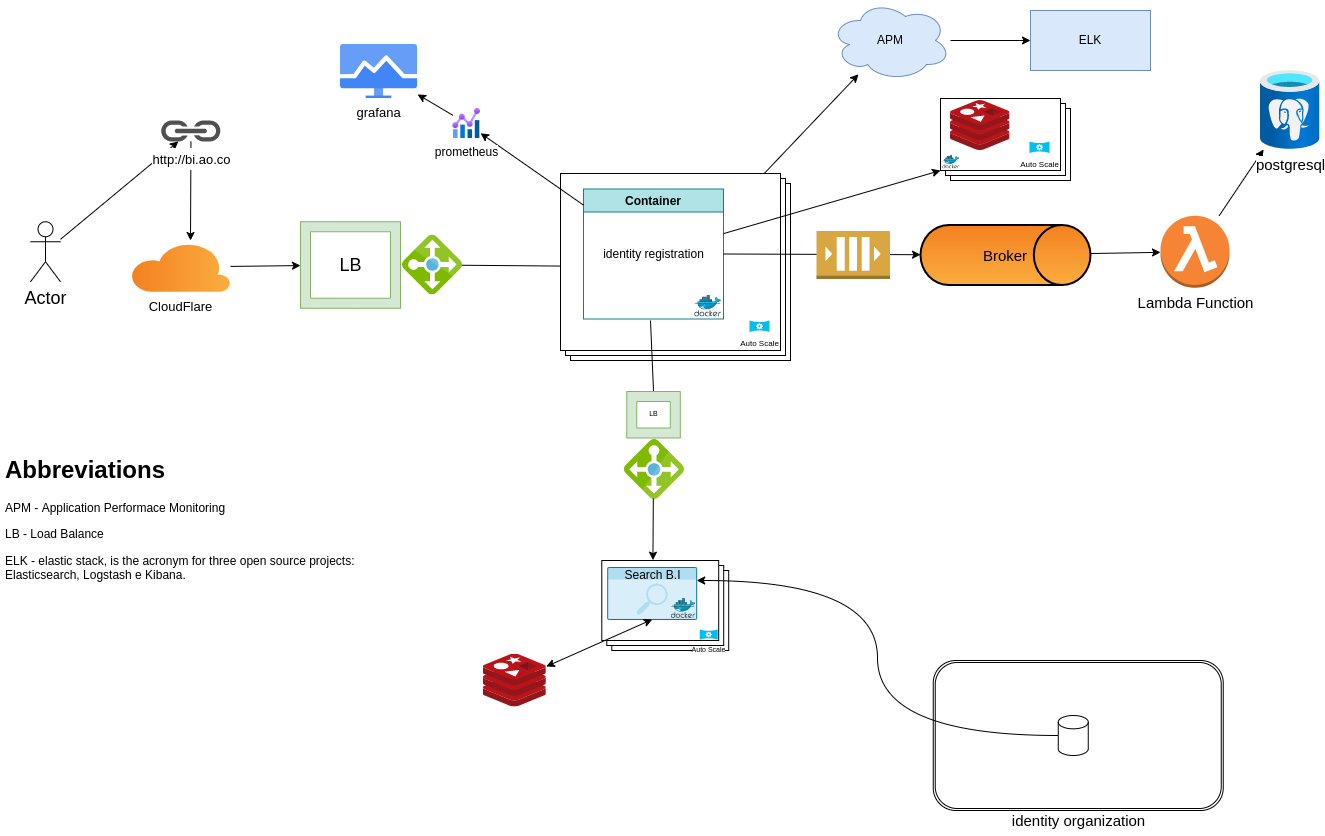 APM
ELK
grafana
prometheus
http://bi.ao.co
Auto Scale
postgresql
Container
identity registration
docker
Auto Scale
Actor
CloudFlare
LB
Broker
Lambda Function
LB
Abbreviations
APM - Application Performace Monitoring
LB - Load Balance
ELK - elastic stack, is the acronym for three open source projects:
Elasticsearch, Logstash e Kibana.
Search B.I
docker
Auto Scale
identity organization
docker